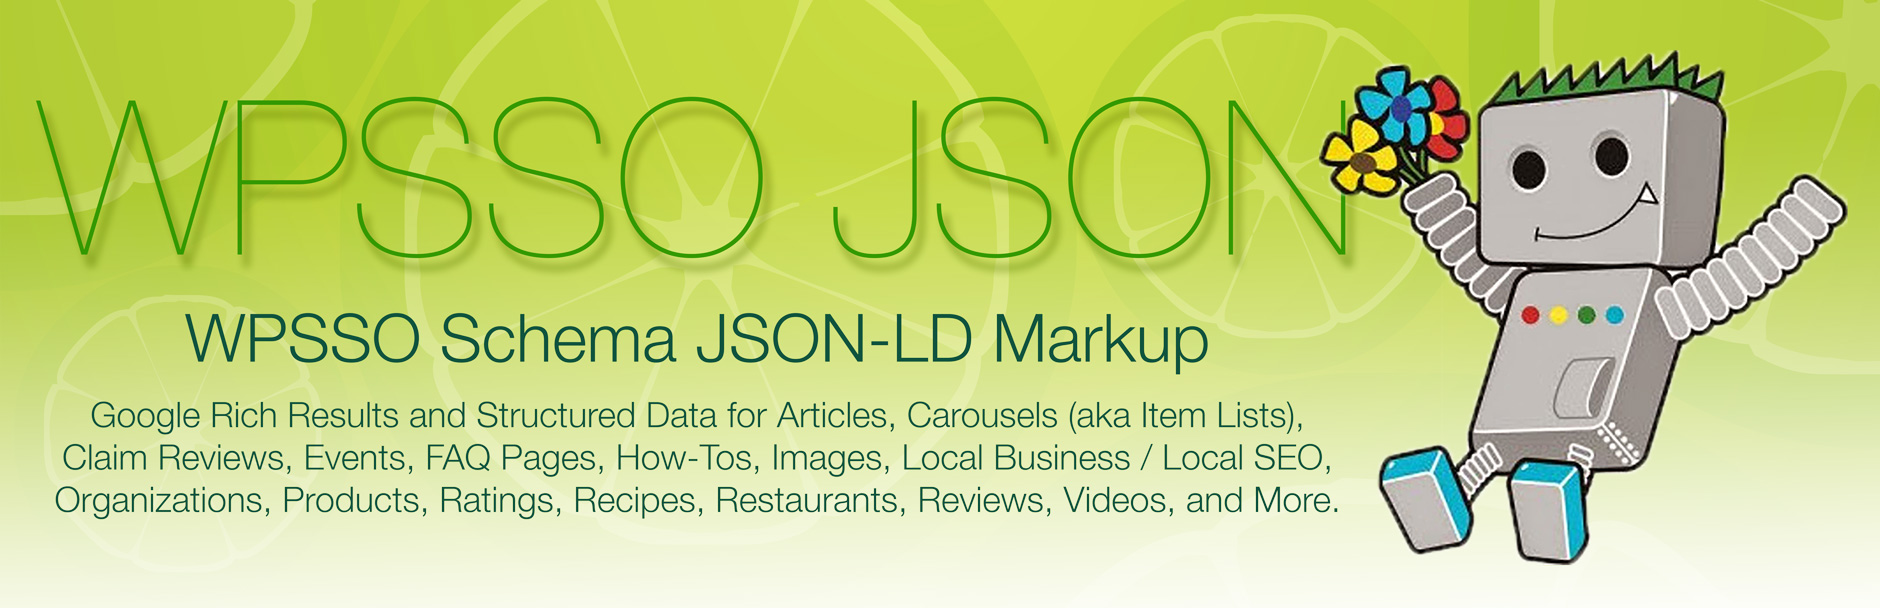 WPSSO JSON
WPSSO Schema JSON-LD Markup
Google Rich Results and Structured Data for Articles, Carousels (aka Item Lists),
Claim Reviews, Events, FAQ Pages, How-Tos, Images, Local Business / Local SEO,
Organizations, Products, Ratings, Recipes, Restaurants, Reviews, Videos, and More.